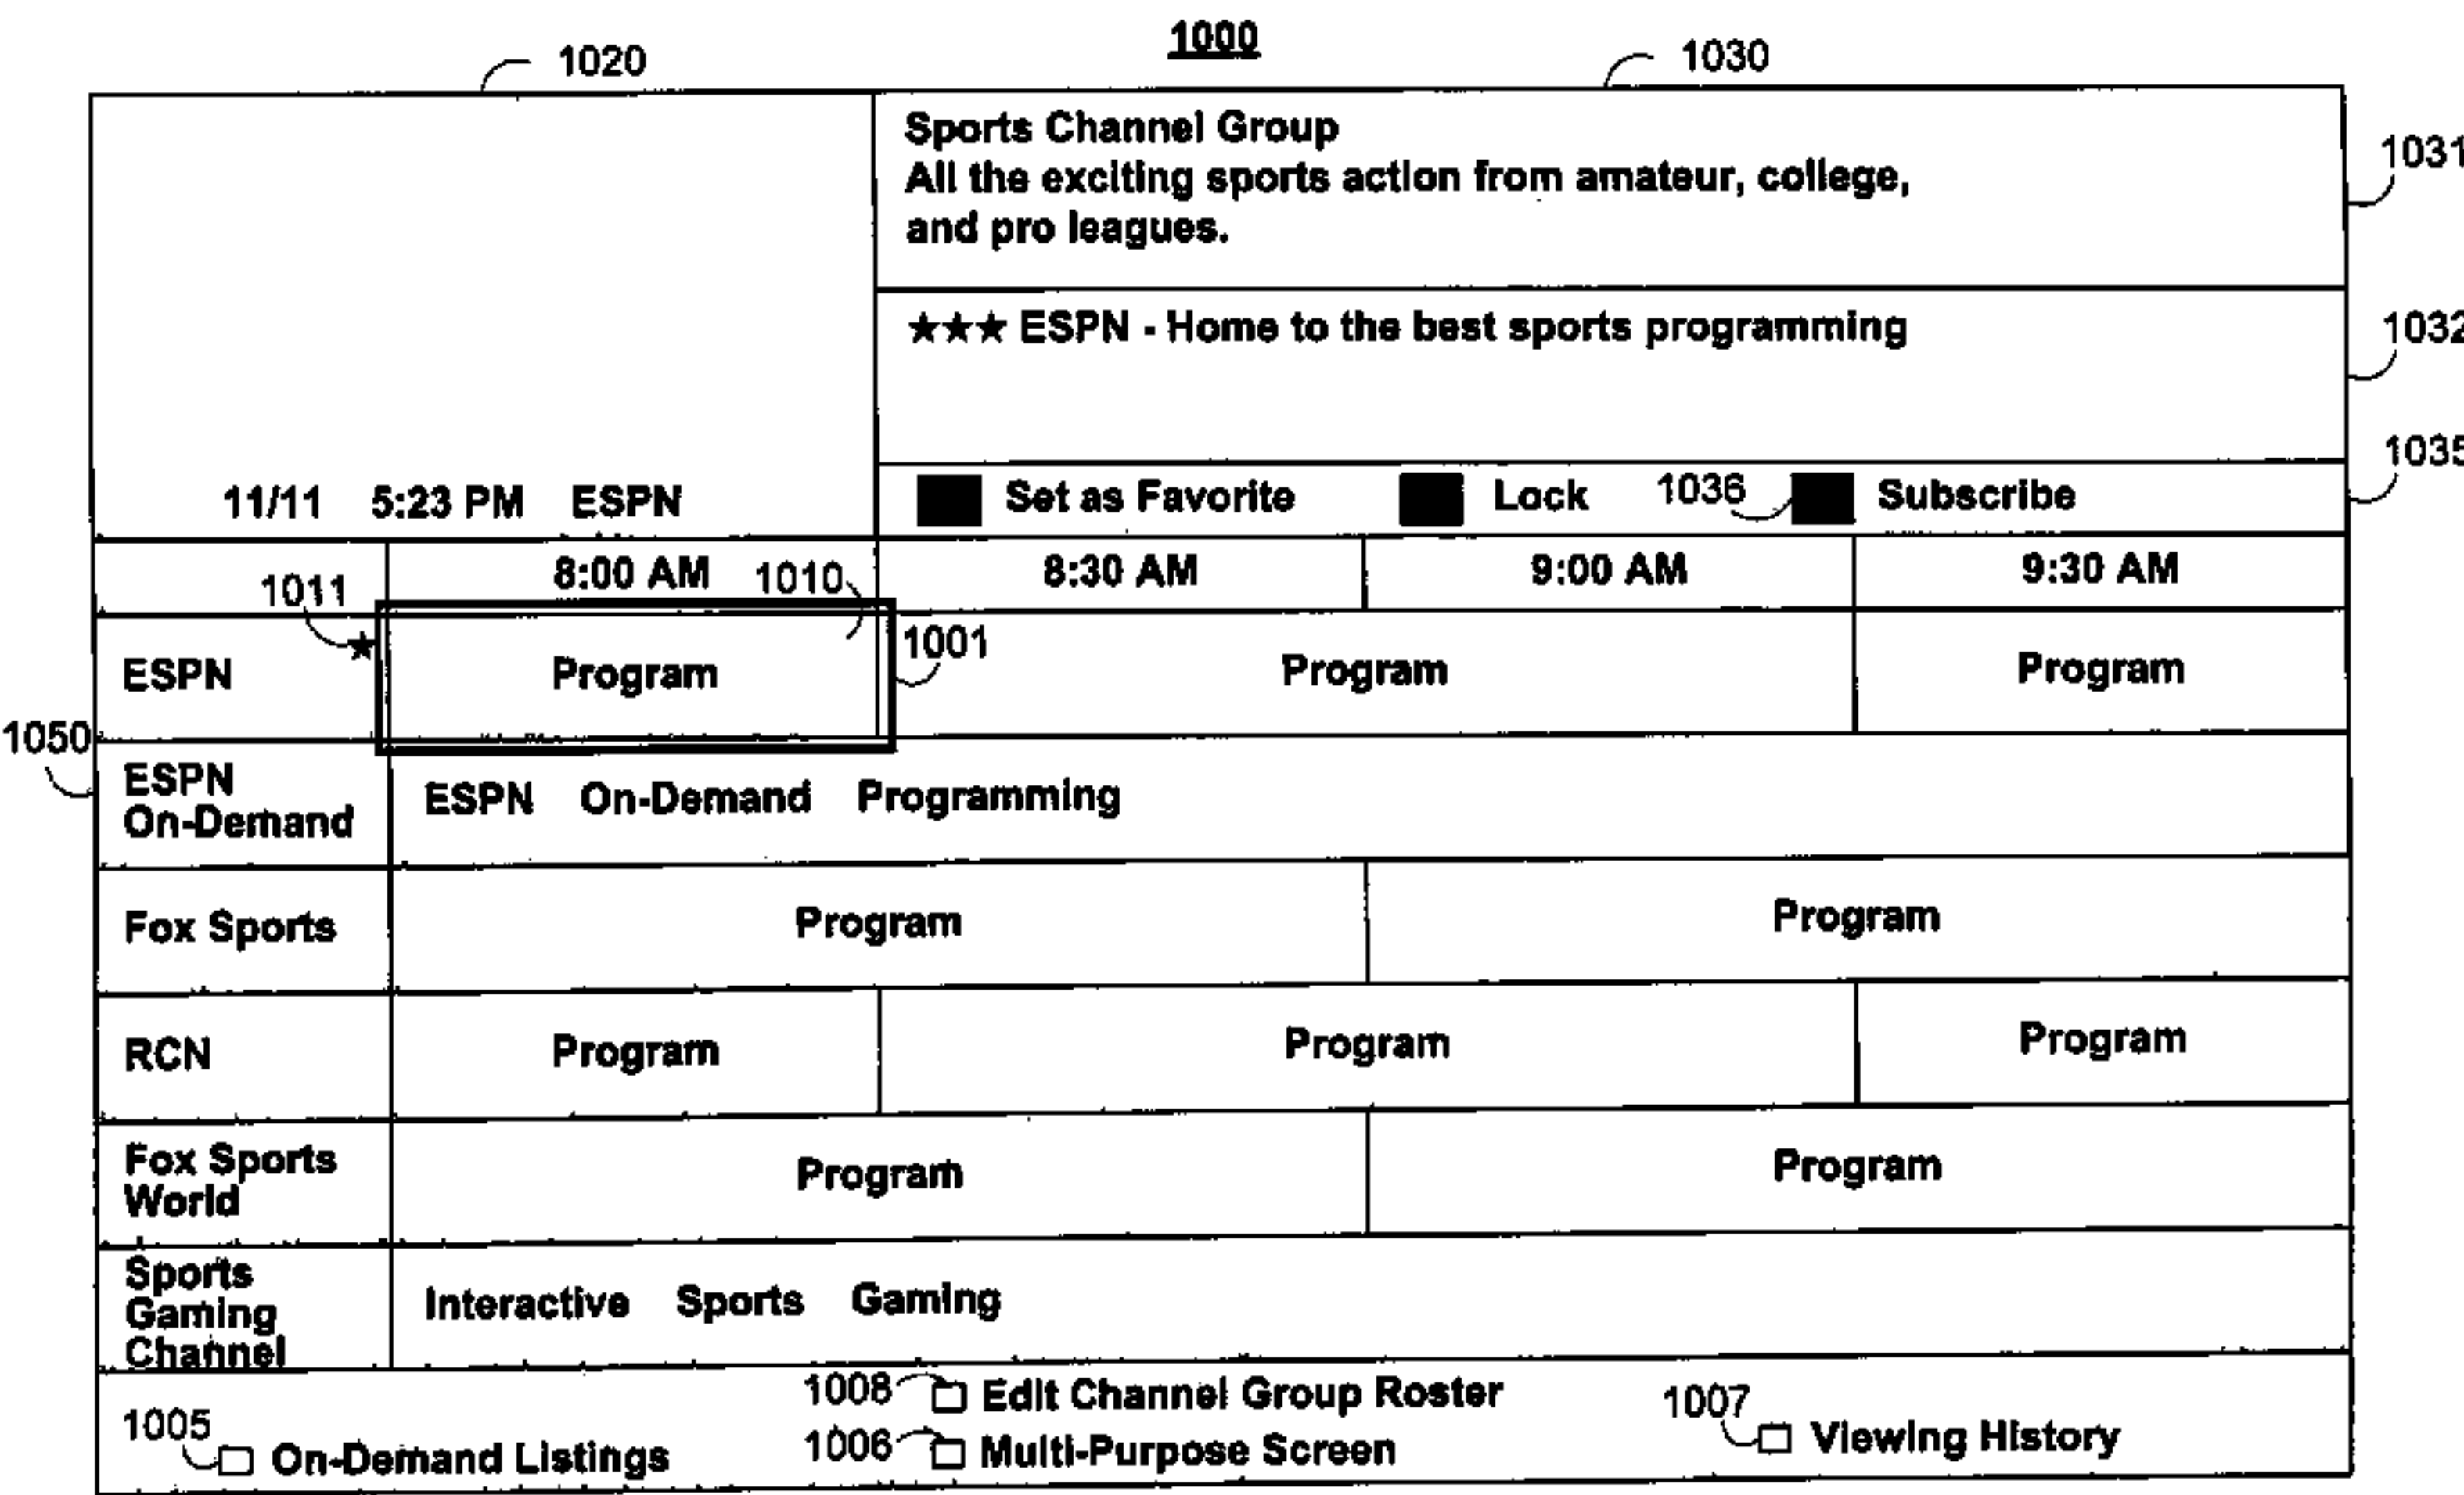 1000
1020
1030
Sports Channel Group
All the exciting sports action from amateur, college,
and pro leagues.
1031
★★★ ESPN - Home to the best sports programming
1032
1035
11/11 5:23 PM ESPN
Set as Favorite
Lock
1036
Subscribe
8:00 AM
8:30 AM
9:00 AM
9:30 AM
1011
1010
1001
★
ESPN
Program
Program
Program
1050
ESPN
On-Demand
ESPN On-Demand Programming
Fox Sports
Program
Program
RCN
Program
Program
Program
Fox Sports
World
Program
Program
Sports
Gaming
Channel
Interactive Sports Gaming
1008
Edit Channel Group Roster
1005
On-Demand Listings
1006
Multi-Purpose Screen
1007
Viewing History